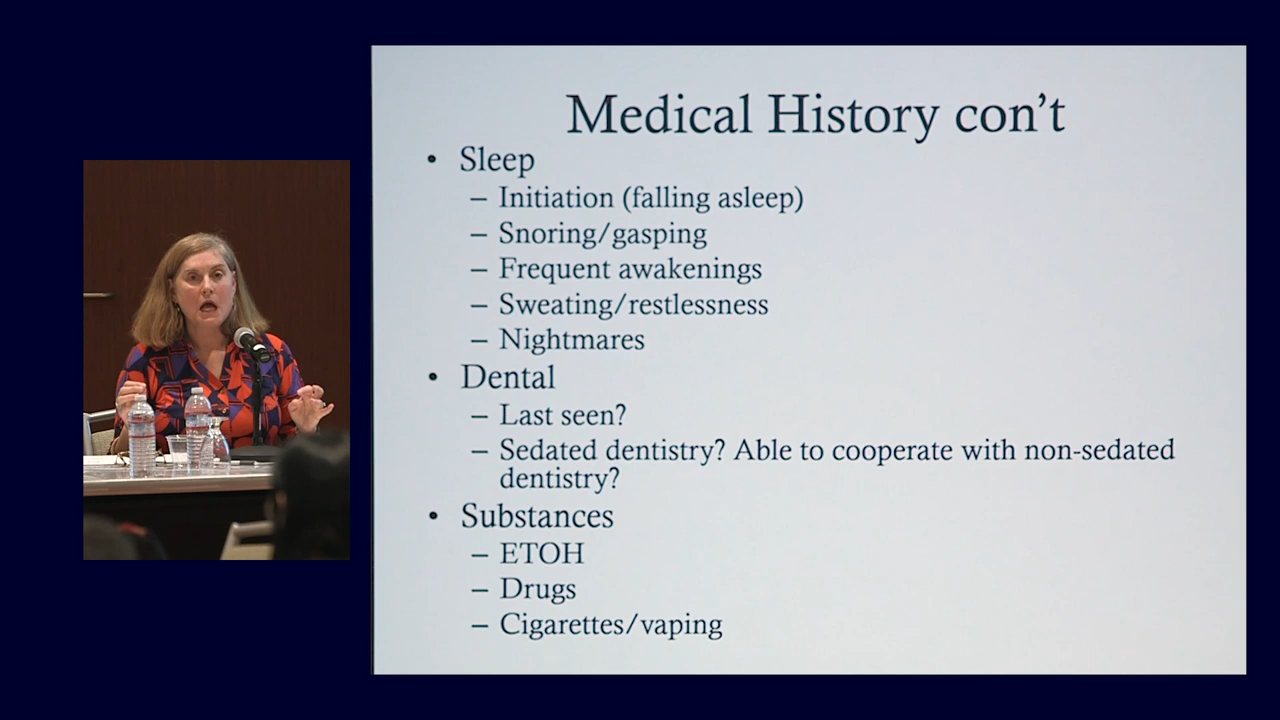 Medical History con't
• Sleep
– Initiation (falling asleep)
– Snoring/gasping
– Frequent awakenings
– Sweating/restlessness
– Nightmares
• Dental
– Last seen?
– Sedated dentistry? Able to cooperate with non-sedated
dentistry?
• Substances
– ETOH
– Drugs
– Cigarettes/vaping